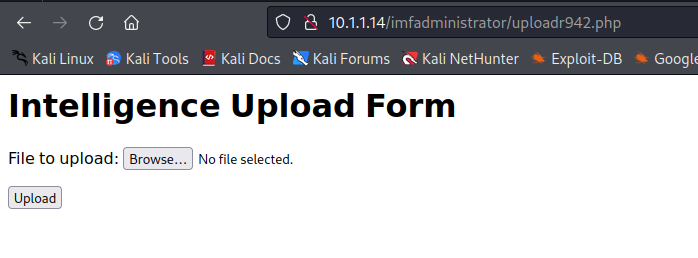 10.1.1.14/imfadministrator/uploadr942.php
Kali Linux Kali Tools Kali Docs Kali Forums Kali NetHunter Exploit-DB Google
Intelligence Upload Form
File to upload: Browse... No file selected.
Upload